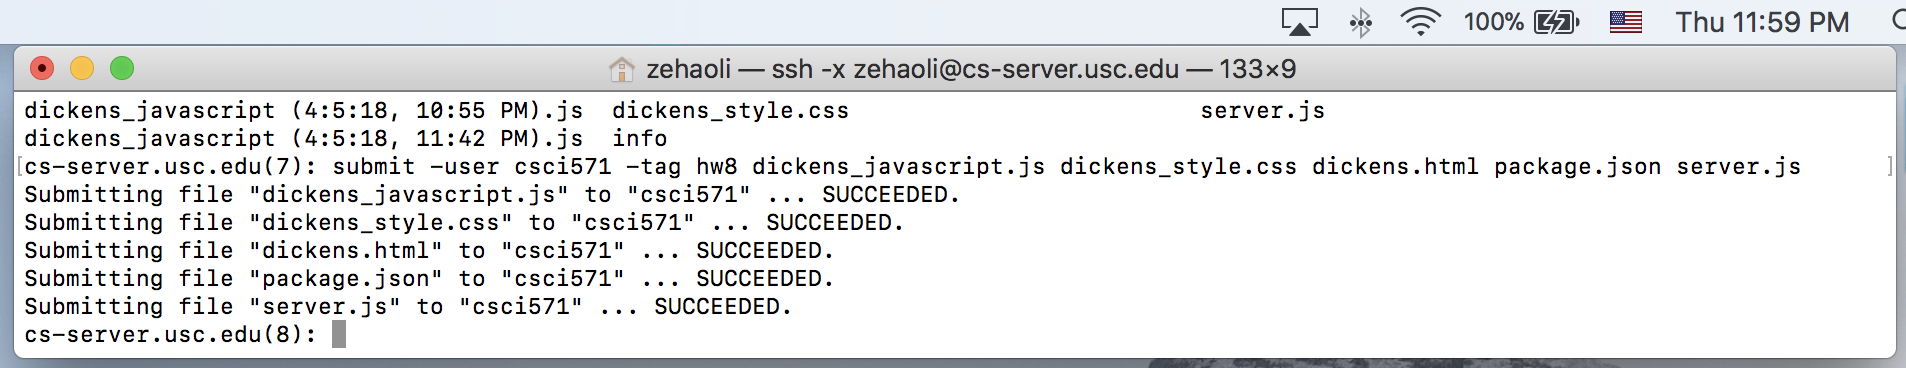 100% Thu 11:59 PM
zehaoli — ssh -x zehaoli@cs-server.usc.edu — 133×9
dickens_javascript (4:5:18, 10:55 PM).js  dickens_style.css                         server.js
dickens_javascript (4:5:18, 11:42 PM).js  info
[cs-server.usc.edu(7): submit -user csci571 -tag hw8 dickens_javascript.js dickens_style.css dickens.html package.json server.js ]
Submitting file "dickens_javascript.js" to "csci571" ... SUCCEEDED.
Submitting file "dickens_style.css" to "csci571" ... SUCCEEDED.
Submitting file "dickens.html" to "csci571" ... SUCCEEDED.
Submitting file "package.json" to "csci571" ... SUCCEEDED.
Submitting file "server.js" to "csci571" ... SUCCEEDED.
cs-server.usc.edu(8):